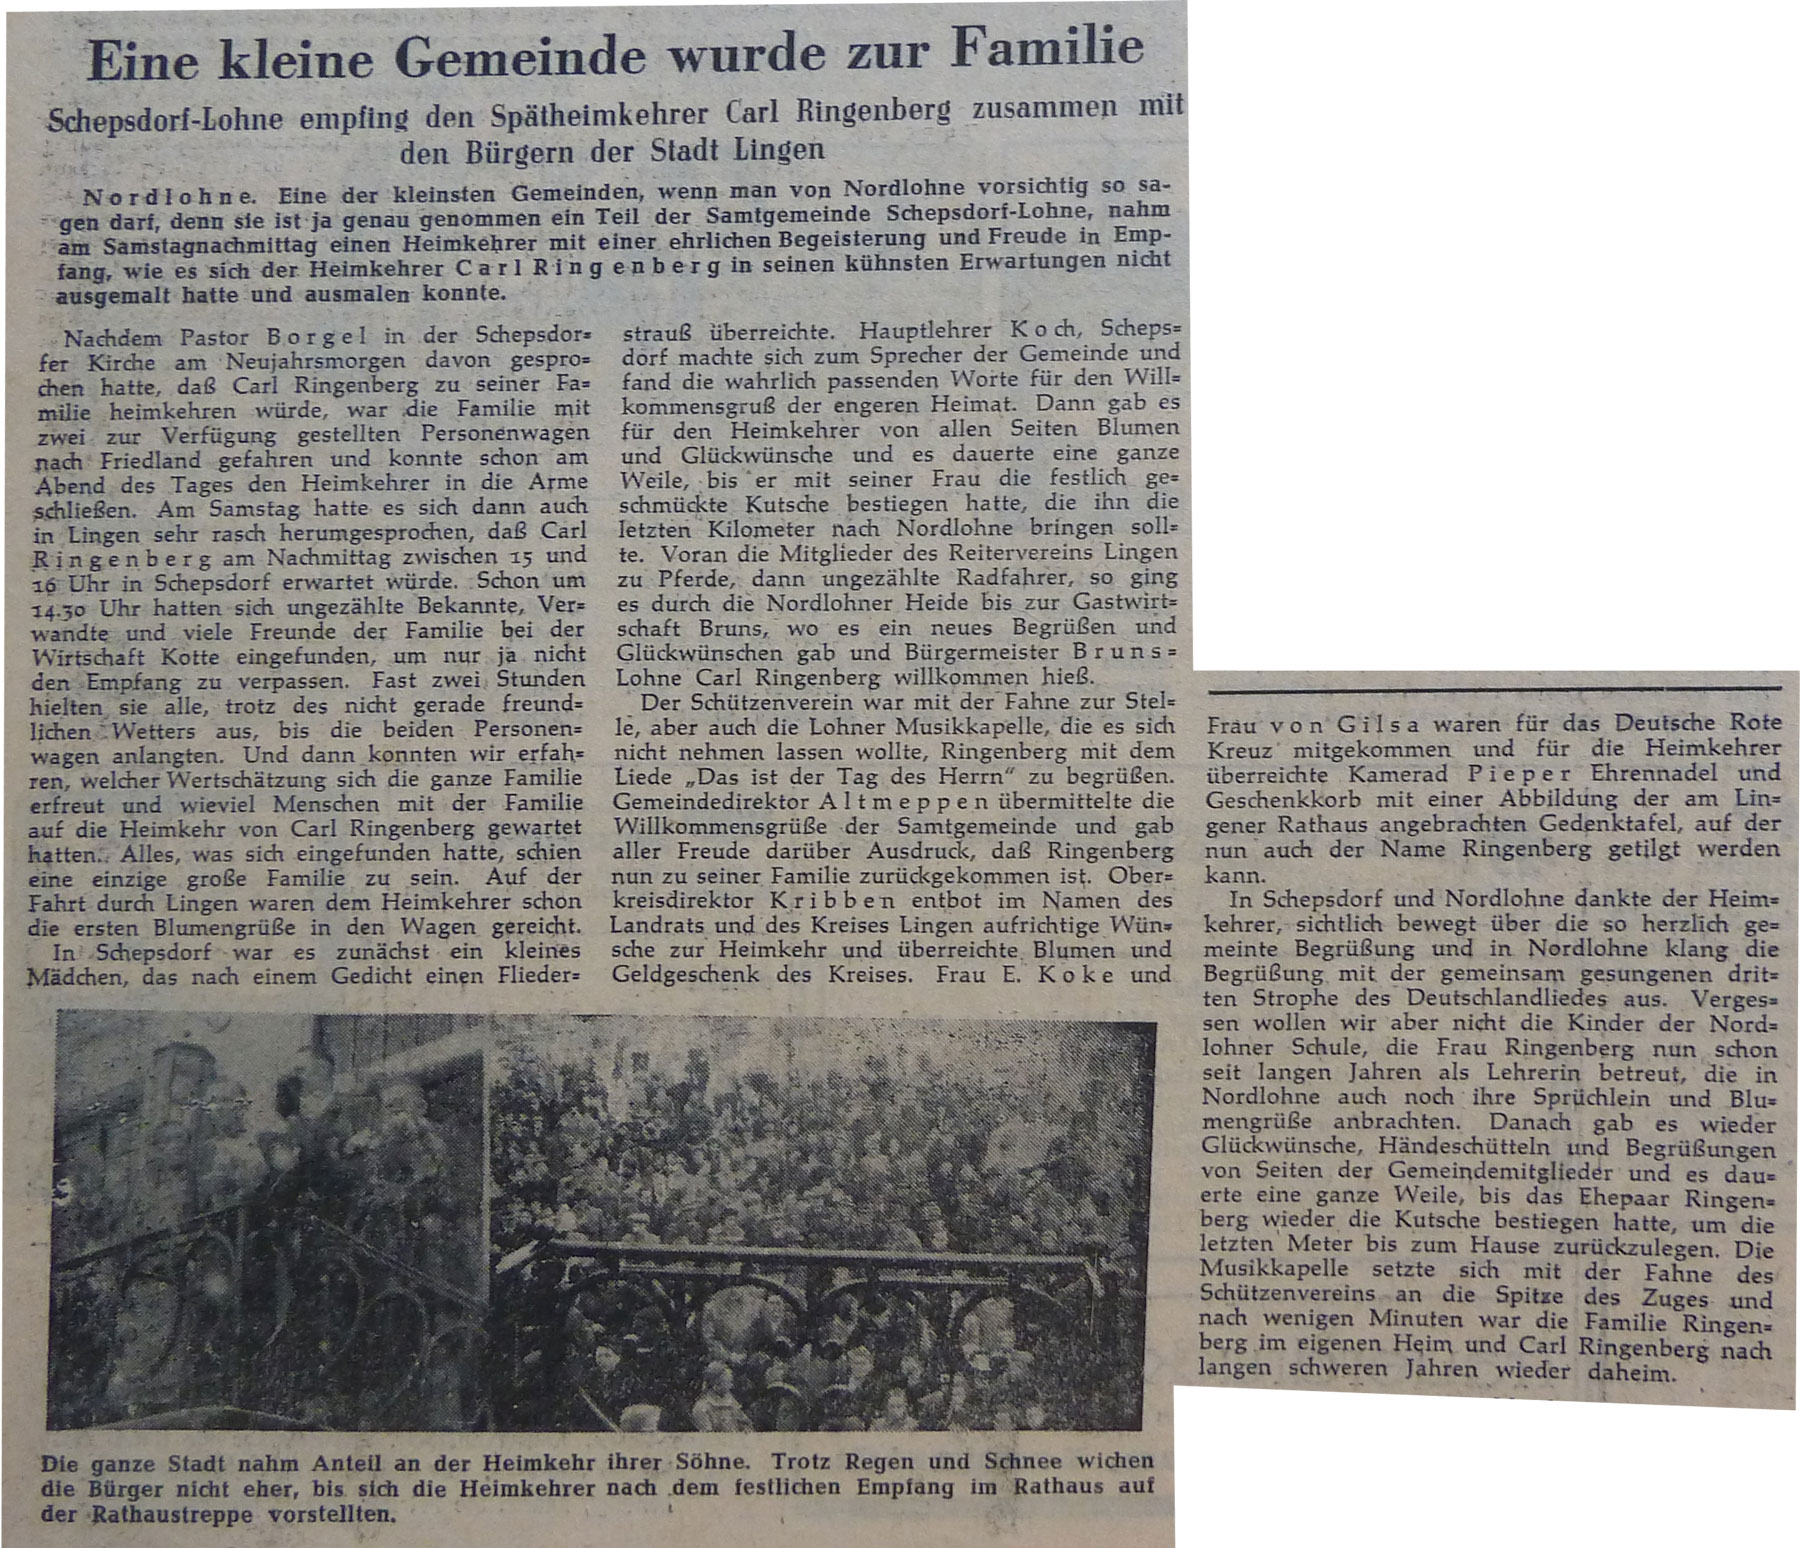 Eine kleine Gemeinde wurde zur Familie
Schepsdorf-Lohne empfing den Spätheimkehrer Carl Ringenberg zusammen mit
den Bürgern der Stadt Lingen
Nordlohne. Eine der kleinsten Gemeinden, wenn man von Nordlohne vorsichtig so sa-
gen darf, denn sie ist ja genau genommen ein Teil der Samtgemeinde Schepsdorf-Lohne, nahm
am Samstagnachmittag einen Heimkehrer mit einer ehrlichen Begeisterung und Freude in Emp-
fang, wie es sich der Heimkehrer Carl Ringenberg in seinen kühnsten Erwartungen nicht
ausgemalt hatte und ausmalen konnte.
Nachdem Pastor Borgel in der Schepsdor=
fer Kirche am Neujahrsmorgen davon gespro=
chen hatte, daß Carl Ringenberg zu seiner Fa=
milie heimkehren würde, war die Familie mit
zwei zur Verfügung gestellten Personenwagen
nach Friedland gefahren und konnte schon am
Abend des Tages den Heimkehrer in die Arme
schließen. Am Samstag hatte es sich dann auch
in Lingen sehr rasch herumgesprochen, daß Carl
Ringenberg am Nachmittag zwischen 15 und
16 Uhr in Schepsdorf erwartet würde. Schon um
14.30 Uhr hatten sich ungezählte Bekannte, Ver=
wandte und viele Freunde der Familie bei der
Wirtschaft Kotte eingefunden, um nur ja nicht
den Empfang zu verpassen. Fast zwei Stunden
hielten sie alle, trotz des nicht gerade freund=
lichen Wetters aus, bis die beiden Personen=
wagen anlangten. Und dann konnten wir erfah=
ren, welcher Wertschätzung sich die ganze Familie
erfreut und wieviel Menschen mit der Familie
auf die Heimkehr von Carl Ringenberg gewartet
hatten. Alles, was sich eingefunden hatte, schien
eine einzige große Familie zu sein. Auf der
Fahrt durch Lingen waren dem Heimkehrer schon
die ersten Blumengrüße in den Wagen gereicht.
In Schepsdorf war es zunächst ein kleines
Mädchen, das nach einem Gedicht einen Flieder=
strauß überreichte. Hauptlehrer Koch, Scheps=
dorf machte sich zum Sprecher der Gemeinde und
fand die wahrlich passenden Worte für den Will=
kommensgruß der engeren Heimat. Dann gab es
für den Heimkehrer von allen Seiten Blumen
und Glückwünsche und es dauerte eine ganze
Weile, bis er mit seiner Frau die festlich ge=
schmückte Kutsche bestiegen hatte, die ihn die
letzten Kilometer nach Nordlohne bringen soll=
te. Voran die Mitglieder des Reitervereins Lingen
zu Pferde, dann ungezählte Radfahrer, so ging
es durch die Nordlohner Heide bis zur Gastwirt=
schaft Bruns, wo es ein neues Begrüßen und
Glückwünschen gab und Bürgermeister Bruns=
Lohne Carl Ringenberg willkommen hieß.
Der Schützenverein war mit der Fahne zur Stel=
le, aber auch die Lohner Musikkapelle, die es sich
nicht nehmen lassen wollte, Ringenberg mit dem
Liede „Das ist der Tag des Herrn“ zu begrüßen.
Gemeindedirektor Altmeppen übermittelte die
Willkommensgrüße der Samtgemeinde und gab
aller Freude darüber Ausdruck, daß Ringenberg
nun zu seiner Familie zurückgekommen ist. Ober=
kreisdirektor Kribben entbot im Namen des
Landrats und des Kreises Lingen aufrichtige Wün=
sche zur Heimkehr und überreichte Blumen und
Geldgeschenk des Kreises. Frau E. Koke und
Frau von Gilsa waren für das Deutsche Rote
Kreuz mitgekommen und für die Heimkehrer
überreichte Kamerad Pieper Ehrennadel und
Geschenkkorb mit einer Abbildung der am Lin=
gener Rathaus angebrachten Gedenktafel, auf der
nun auch der Name Ringenberg getilgt werden
kann.
In Schepsdorf und Nordlohne dankte der Heim=
kehrer, sichtlich bewegt über die so herzlich ge=
meinte Begrüßung und in Nordlohne klang die
Begrüßung mit der gemeinsam gesungenen drit=
ten Strophe des Deutschlandliedes aus. Verges=
sen wollen wir aber nicht die Kinder der Nord=
lohner Schule, die Frau Ringenberg nun schon
seit langen Jahren als Lehrerin betreut, die in
Nordlohne auch noch ihre Sprüchlein und Blu=
mengrüße anbrachten. Danach gab es wieder
Glückwünsche, Händeschütteln und Begrüßungen
von Seiten der Gemeindemitglieder und es dau=
erte eine ganze Weile, bis das Ehepaar Ringen=
berg wieder die Kutsche bestiegen hatte, um die
letzten Meter bis zum Hause zurückzulegen. Die
Musikkapelle setzte sich mit der Fahne des
Schützenvereins an die Spitze des Zuges und
nach wenigen Minuten war die Familie Ringen=
berg im eigenen Heim und Carl Ringenberg nach
langen schweren Jahren wieder daheim.
Die ganze Stadt nahm Anteil an der Heimkehr ihrer Söhne. Trotz Regen und Schnee wichen
die Bürger nicht eher, bis sich die Heimkehrer nach dem festlichen Empfang im Rathaus auf
der Rathaustreppe vorstellten.